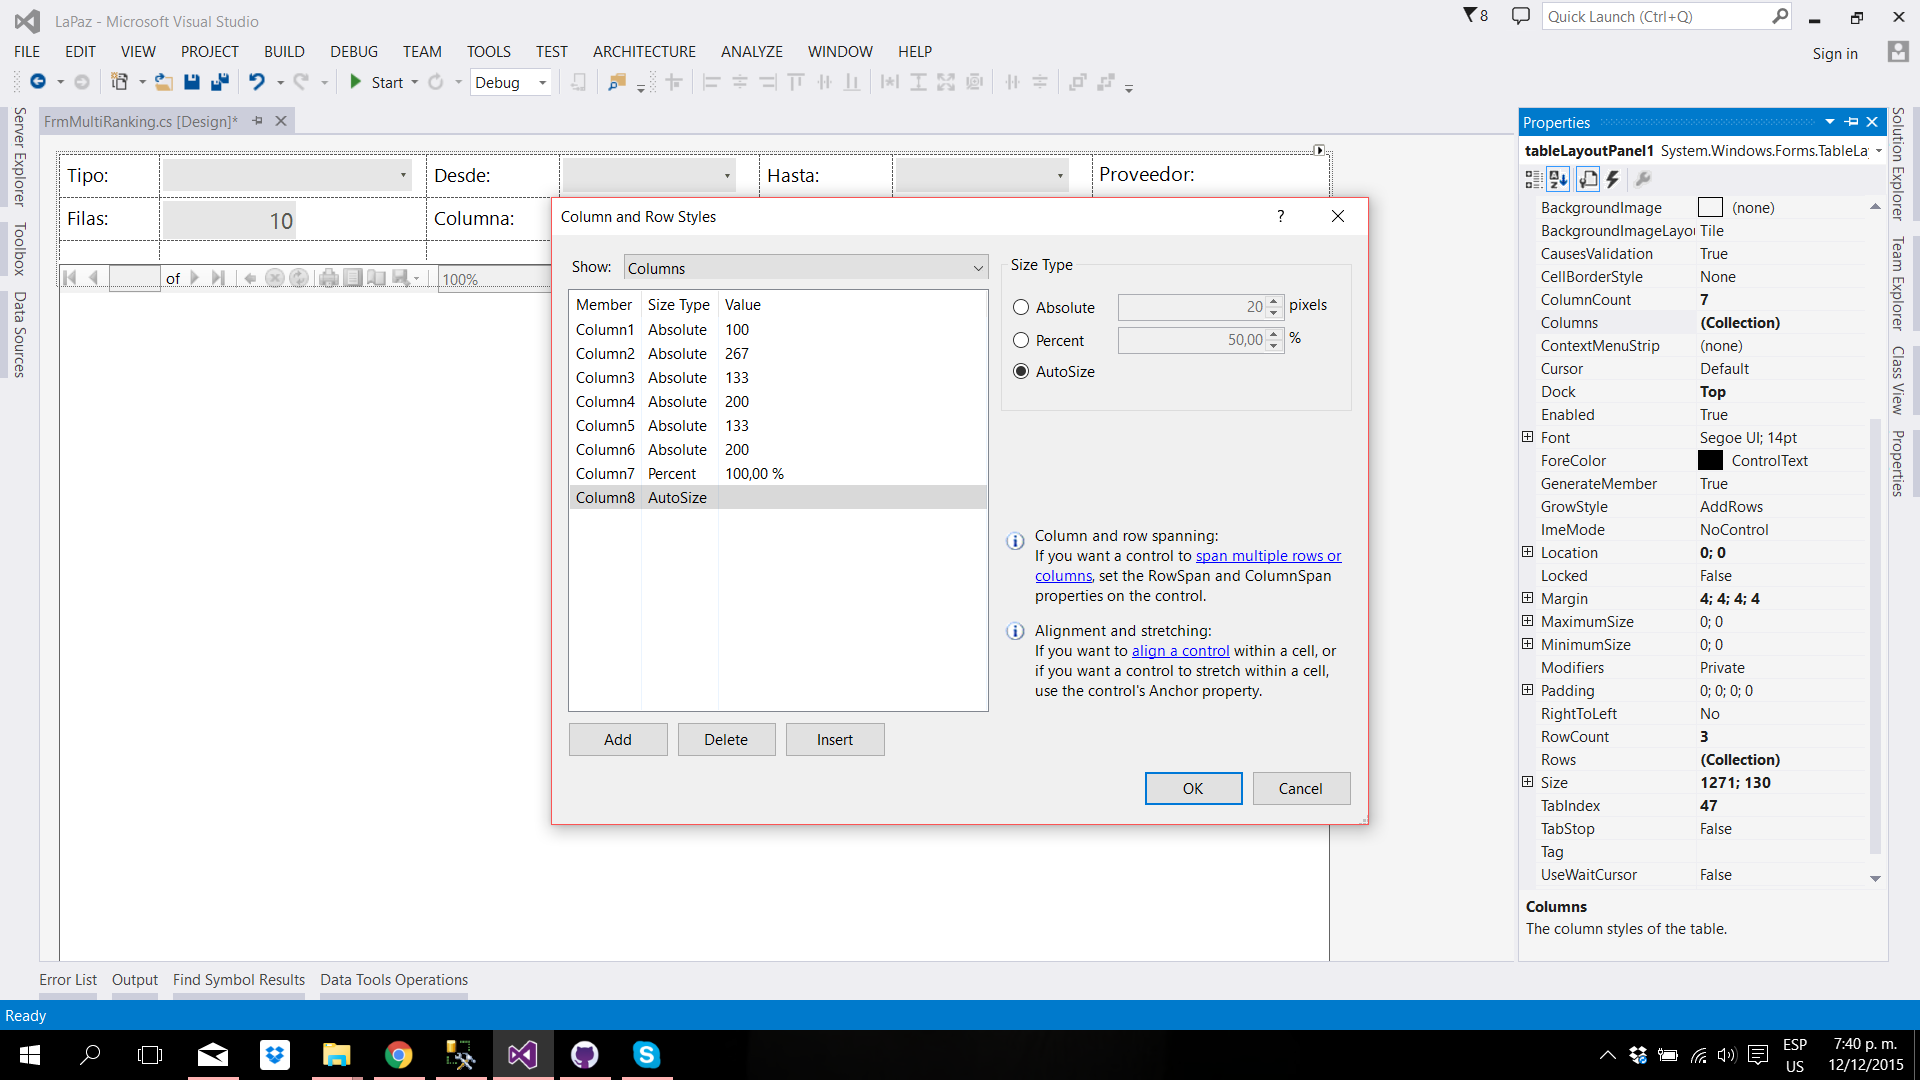 LaPaz - Microsoft Visual Studio
8
Quick Launch (Ctrl+Q)
FILE EDIT VIEW PROJECT BUILD DEBUG TEAM TOOLS TEST ARCHITECTURE ANALYZE WINDOW HELP
Sign in
Start Debug
Server Explorer
Toolbox
Data Sources
FrmMultiRanking.cs [Design]*
Tipo: Desde: Hasta: Proveedor:
Filas: 10 Columna:
of 100%
Column and Row Styles ?
Show: Columns
Member Size Type Value
Column1 Absolute 100
Column2 Absolute 267
Column3 Absolute 133
Column4 Absolute 200
Column5 Absolute 133
Column6 Absolute 200
Column7 Percent 100,00 %
Column8 AutoSize
Add Delete Insert
Size Type
Absolute 20 pixels
Percent 50,00 %
AutoSize
Column and row spanning:
If you want a control to span multiple rows or
columns, set the RowSpan and ColumnSpan
properties on the control.
Alignment and stretching:
If you want to align a control within a cell, or
if you want a control to stretch within a cell,
use the control's Anchor property.
OK Cancel
Properties
tableLayoutPanel1 System.Windows.Forms.TableLa
BackgroundImage (none)
BackgroundImageLayou Tile
CausesValidation True
CellBorderStyle None
ColumnCount 7
Columns (Collection)
ContextMenuStrip (none)
Cursor Default
Dock Top
Enabled True
Font Segoe UI; 14pt
ForeColor ControlText
GenerateMember True
GrowStyle AddRows
ImeMode NoControl
Location 0; 0
Locked False
Margin 4; 4; 4; 4
MaximumSize 0; 0
MinimumSize 0; 0
Modifiers Private
Padding 0; 0; 0; 0
RightToLeft No
RowCount 3
Rows (Collection)
Size 1271; 130
TabIndex 47
TabStop False
Tag
UseWaitCursor False
Columns
The column styles of the table.
Solution Explorer
Team Explorer
Class View
Properties
Error List Output Find Symbol Results Data Tools Operations
Ready
ESP
US
7:40 p. m.
12/12/2015